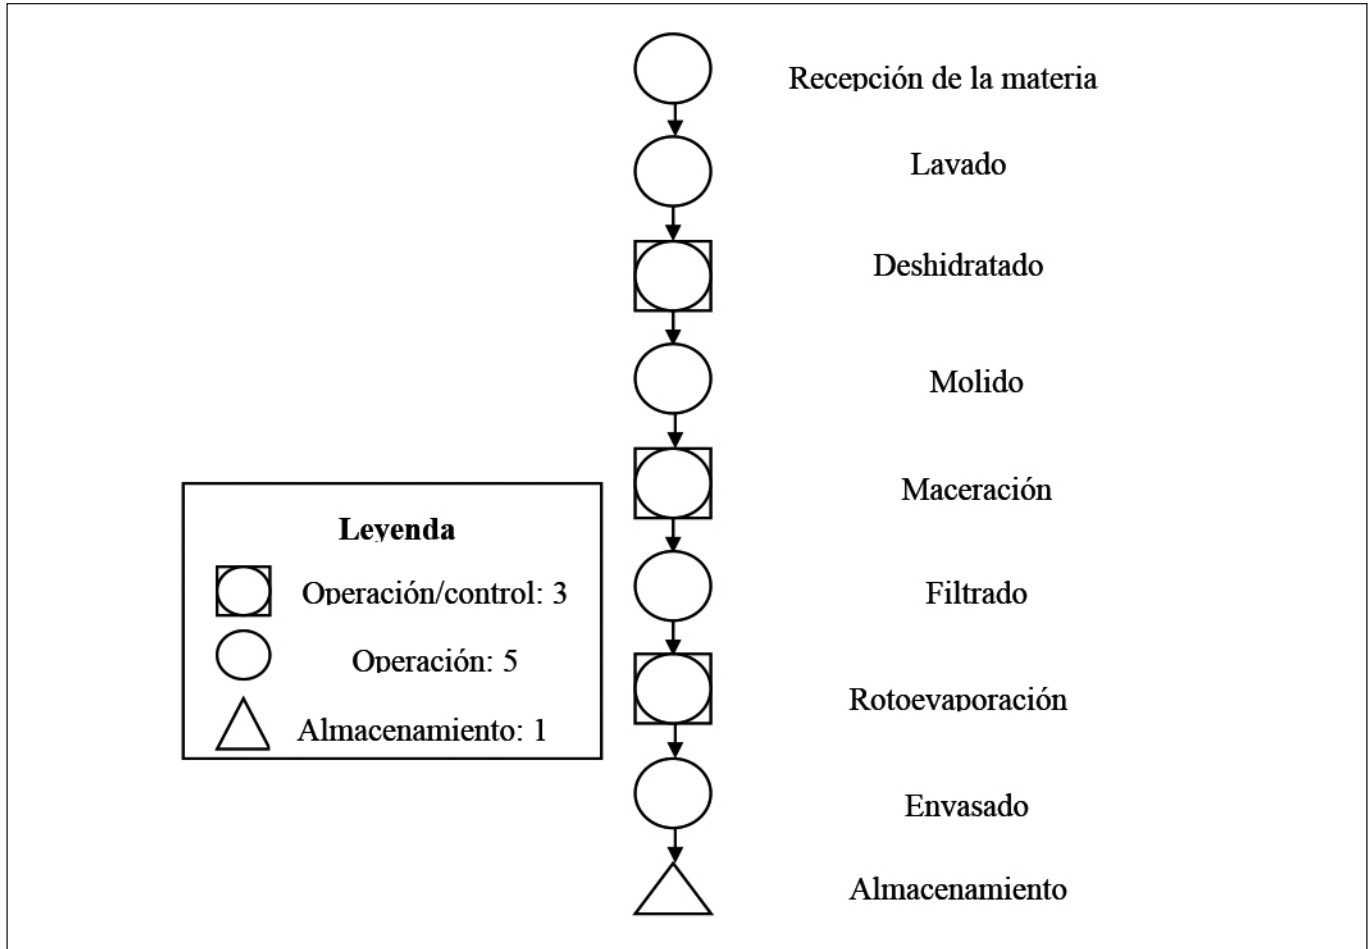 Recepción de la materia
Lavado
Deshidratado
Molido
Maceración
Filtrado
Rotoevaporación
Envasado
Almacenamiento
Leyenda
Operación/control: 3
Operación: 5
Almacenamiento: 1